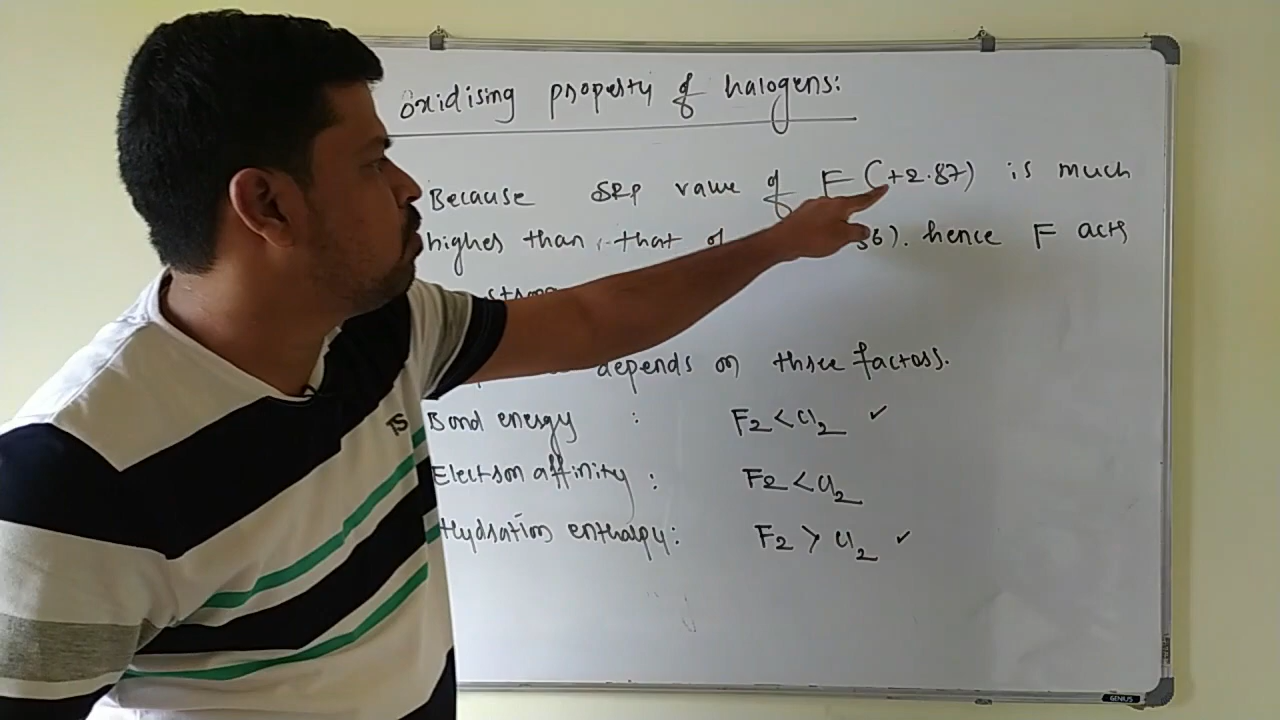 Oxidising property of halogens:
Because SRP value of F (+2.87) is much
higher than that of 36). hence F acts
depends on three factors.
Bond energy : F2 < Cl2 ✓
Electron affinity : F2 < Cl2
Hydration enthalpy: F2 > Cl2 ✓
TS
GENIUS